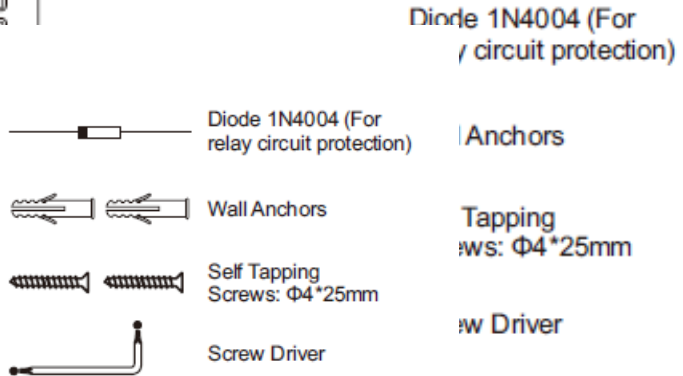 Diode 1N4004 (For
circuit protection)
Diode 1N4004 (For
relay circuit protection)
Anchors
Wall Anchors
Tapping
ws: Φ4*25mm
Self Tapping
Screws: Φ4*25mm
w Driver
Screw Driver